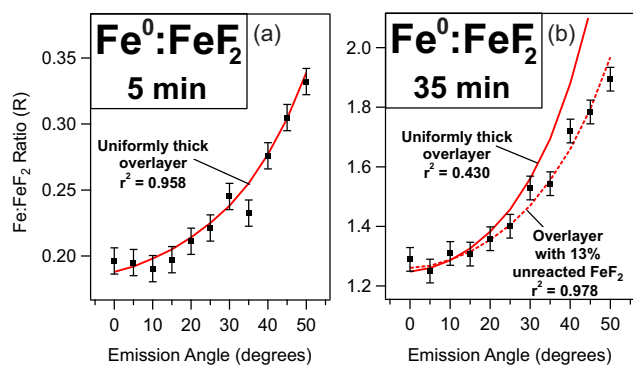 Fe⁰:FeF₂ (a)
5 min
Fe:FeF₂ Ratio (R)
0.35
0.30
0.25
0.20
Uniformly thick
overlayer
r² = 0.958
0 10 20 30 40 50
Emission Angle (degrees)
Fe⁰:FeF₂ (b)
35 min
2.0
1.8
1.6
1.4
1.2
Uniformly thick
overlayer
r² = 0.430
Overlayer
with 13%
unreacted FeF₂
r² = 0.978
0 10 20 30 40 50
Emission Angle (degrees)